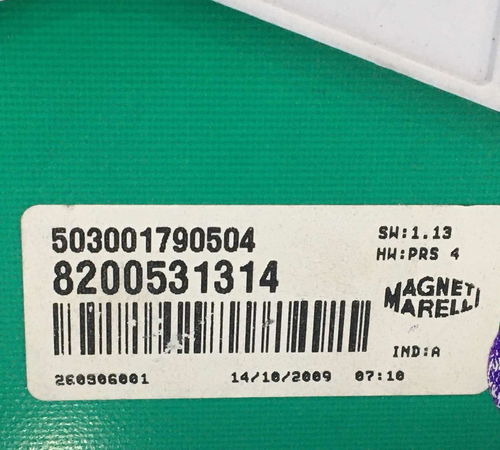 503001790504
SW:1.13
HW:PRS 4
8200531314
MAGNETI
MARELLI
IND:A
260906001 14/10/2009 07:10